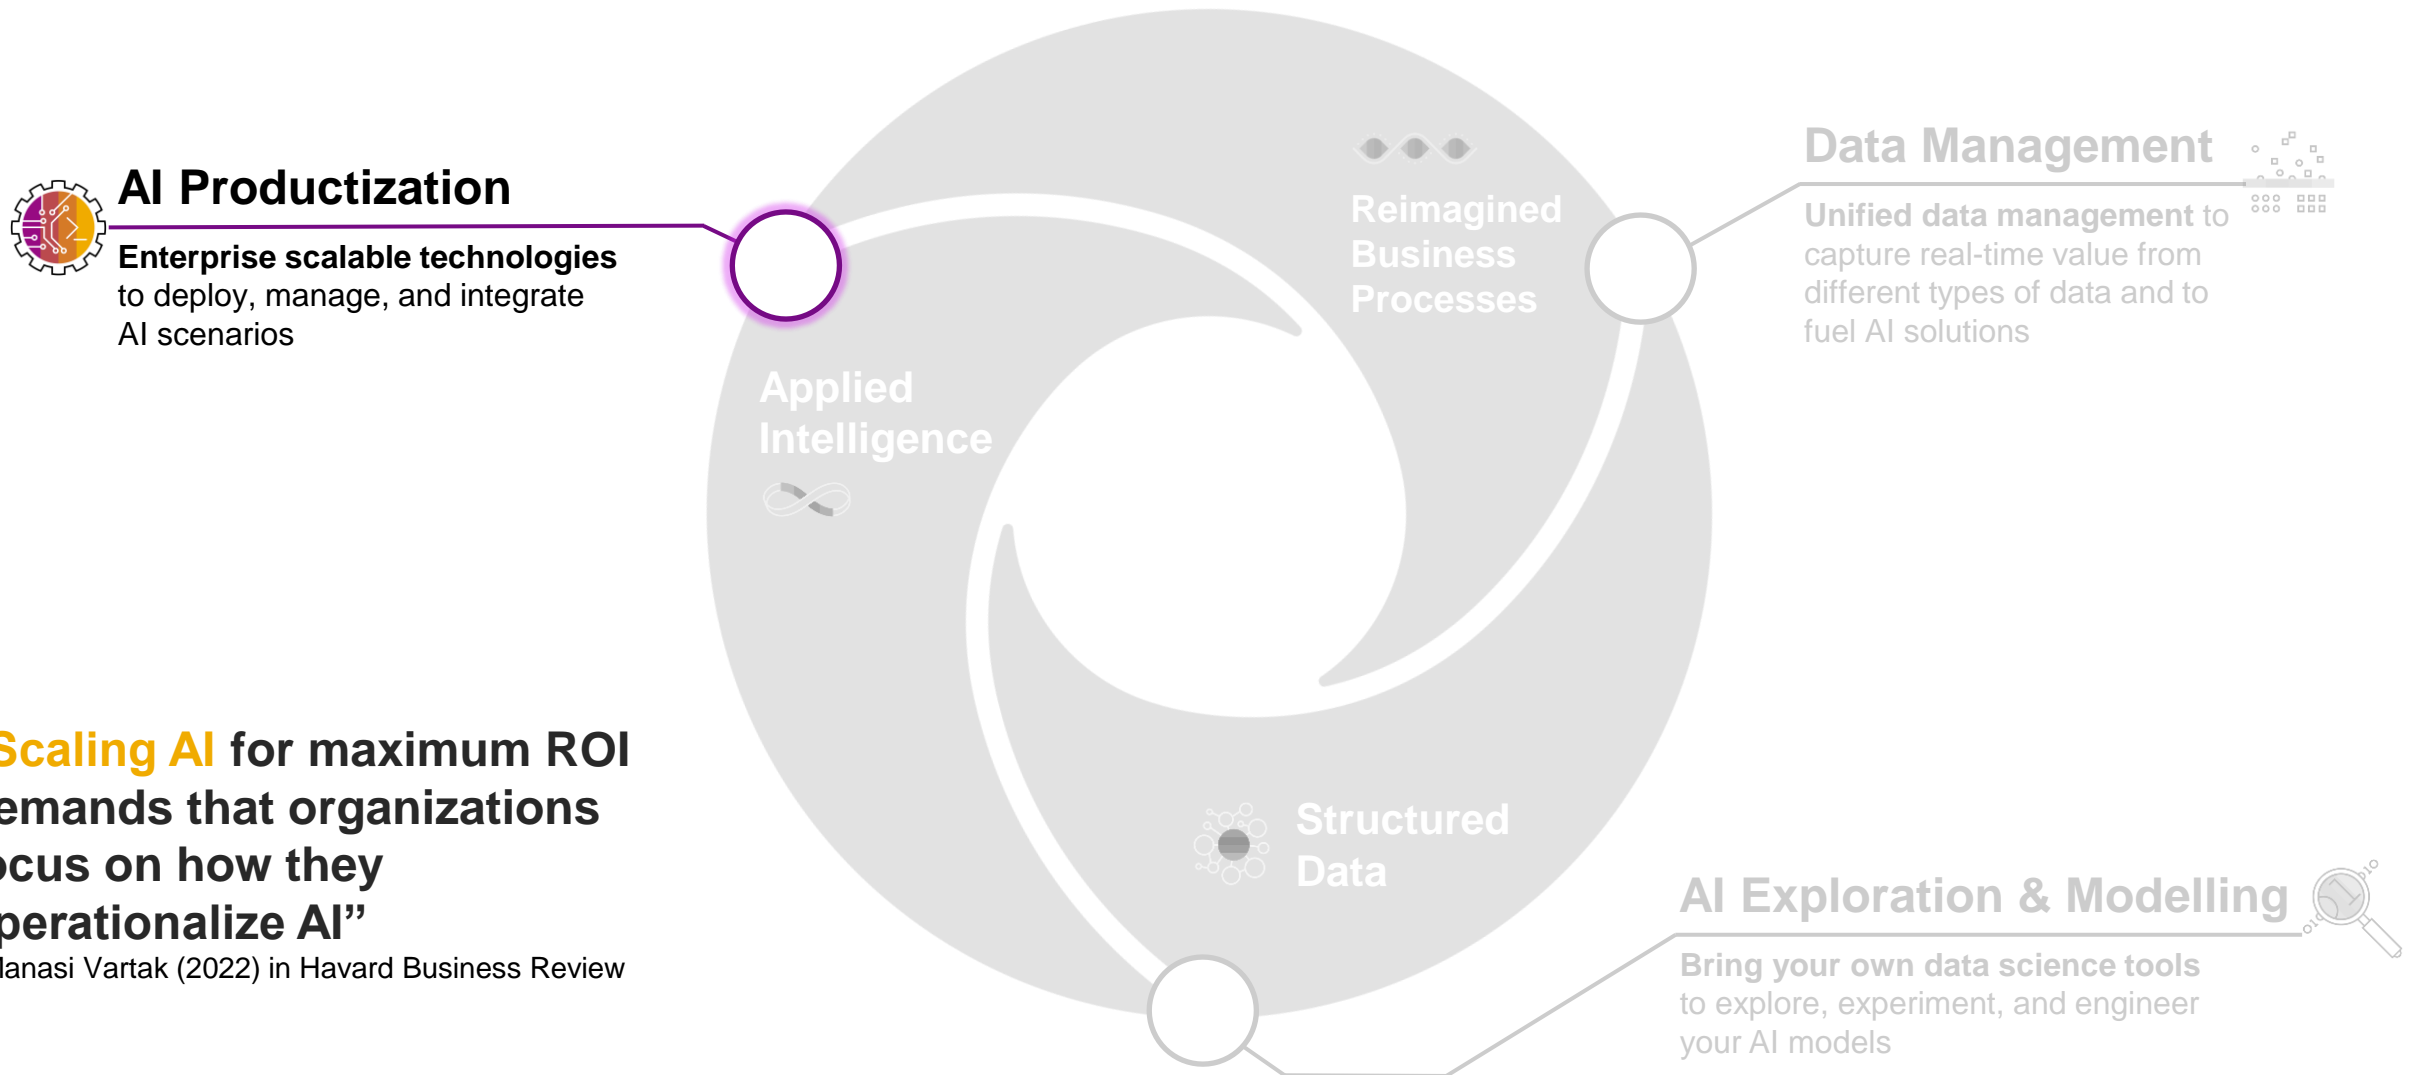 AI Productization
Enterprise scalable technologies
to deploy, manage, and integrate
AI scenarios
Reimagined
Business
Processes
Data Management
Unified data management to
capture real-time value from
different types of data and to
fuel AI solutions
Applied
Intelligence
Scaling AI for maximum ROI
emands that organizations
ocus on how they
perationalize AI”
Manasi Vartak (2022) in Havard Business Review
Structured
Data
AI Exploration & Modelling
Bring your own data science tools
to explore, experiment, and engineer
your AI models